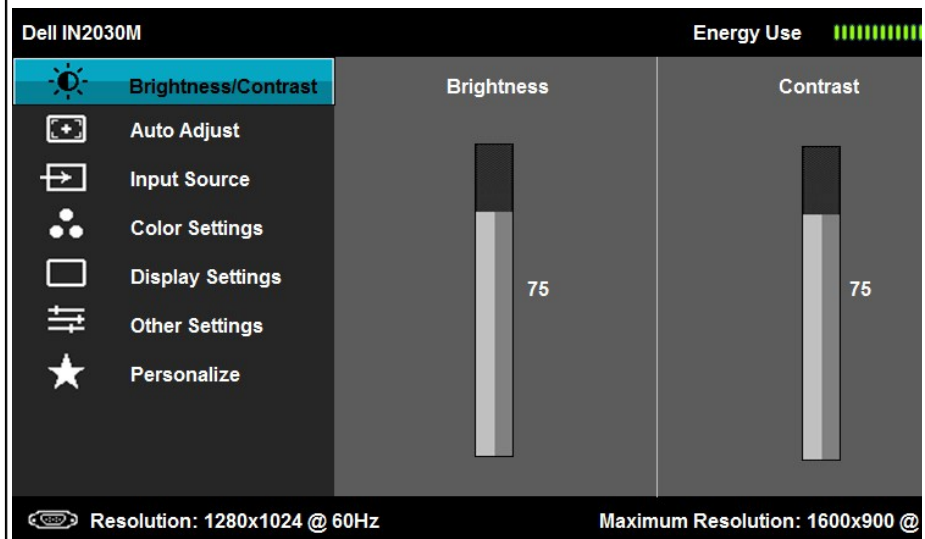 Dell IN2030M
Energy Use
Brightness/Contrast
Auto Adjust
Input Source
Color Settings
Display Settings
Other Settings
Personalize
Brightness
75
Contrast
75
Resolution: 1280x1024 @ 60Hz
Maximum Resolution: 1600x900 @